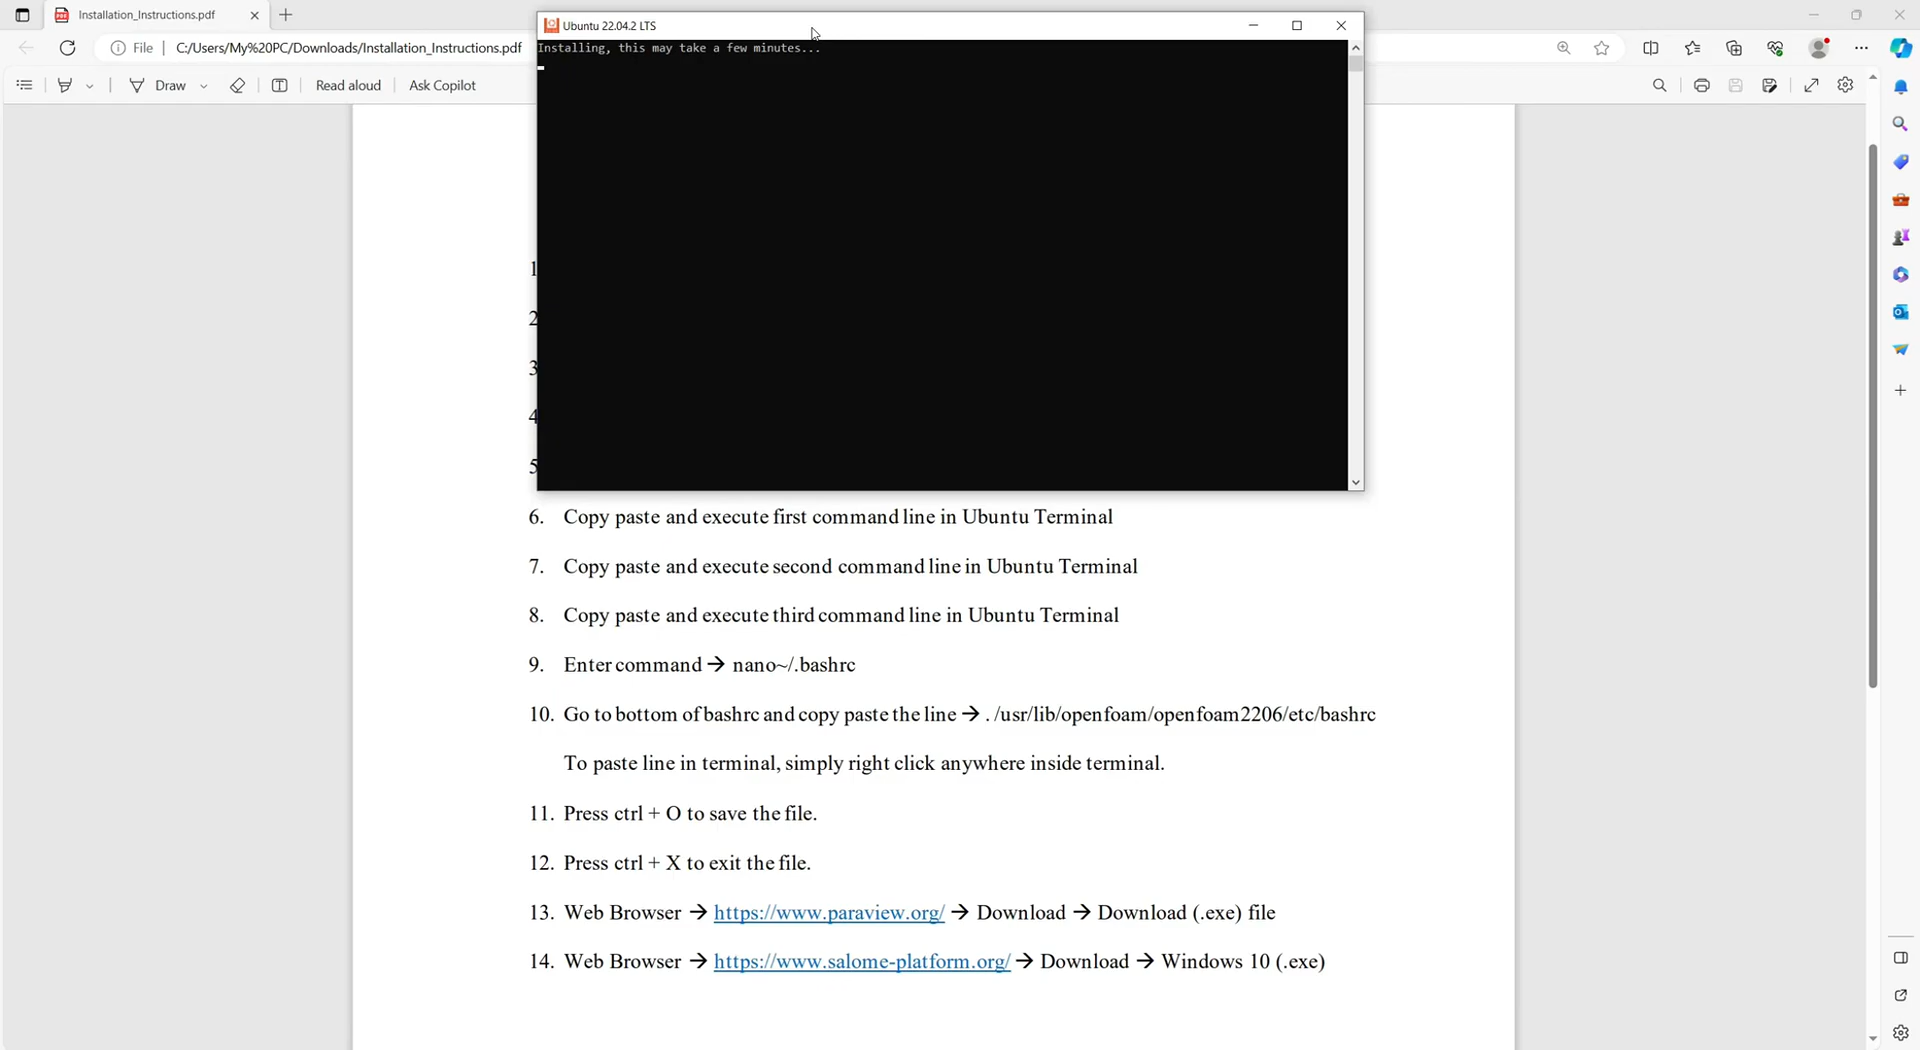 Installation_Instructions.pdf
Ubuntu 22.04.2 LTS
File
C:/Users/My%20PC/Downloads/Installation_Instructions.pdf
Installing, this may take a few minutes...
Draw
Read aloud
Ask Copilot
1
2
3
4
5
6. Copy paste and execute first command line in Ubuntu Terminal
7. Copy paste and execute second command line in Ubuntu Terminal
8. Copy paste and execute third command line in Ubuntu Terminal
9. Enter command → nano~/.bashrc
10. Go to bottom of bashrc and copy paste the line → . /usr/lib/openfoam/openfoam2206/etc/bashrc
To paste line in terminal, simply right click anywhere inside terminal.
11. Press ctrl + O to save the file.
12. Press ctrl + X to exit the file.
13. Web Browser → https://www.paraview.org/ → Download → Download (.exe) file
14. Web Browser → https://www.salome-platform.org/ → Download → Windows 10 (.exe)